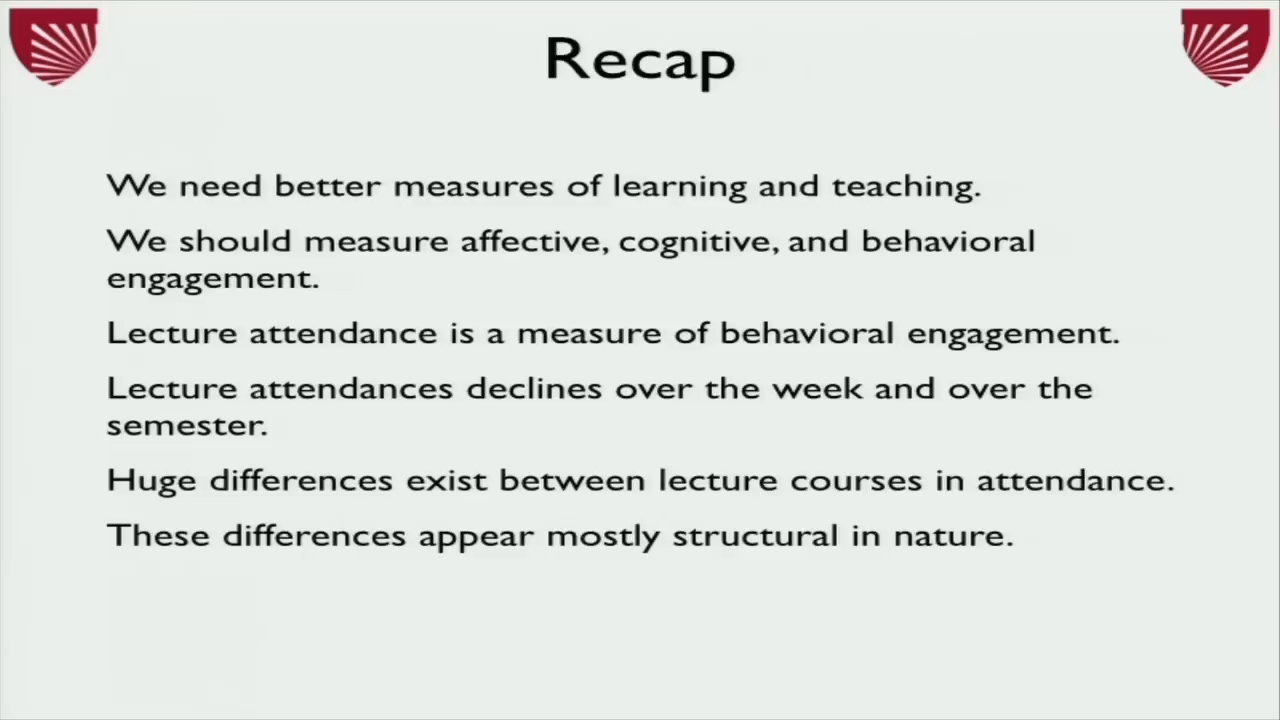 Recap
We need better measures of learning and teaching.
We should measure affective, cognitive, and behavioral
engagement.
Lecture attendance is a measure of behavioral engagement.
Lecture attendances declines over the week and over the
semester.
Huge differences exist between lecture courses in attendance.
These differences appear mostly structural in nature.